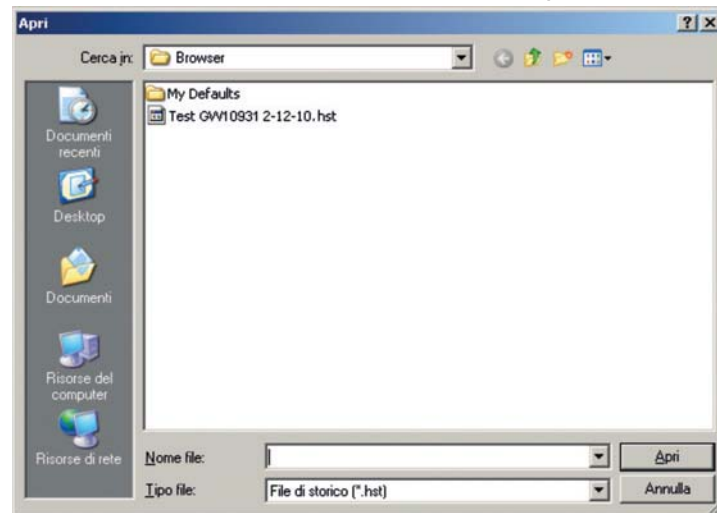 Apri
Cerca in: Browser
My Defaults
Test GW10931 2-12-10.hst
Documenti recenti
Desktop
Documenti
Risorse del computer
Risorse di rete
Nome file:
Apri
Tipo file: File di storico (*.hst)
Annulla